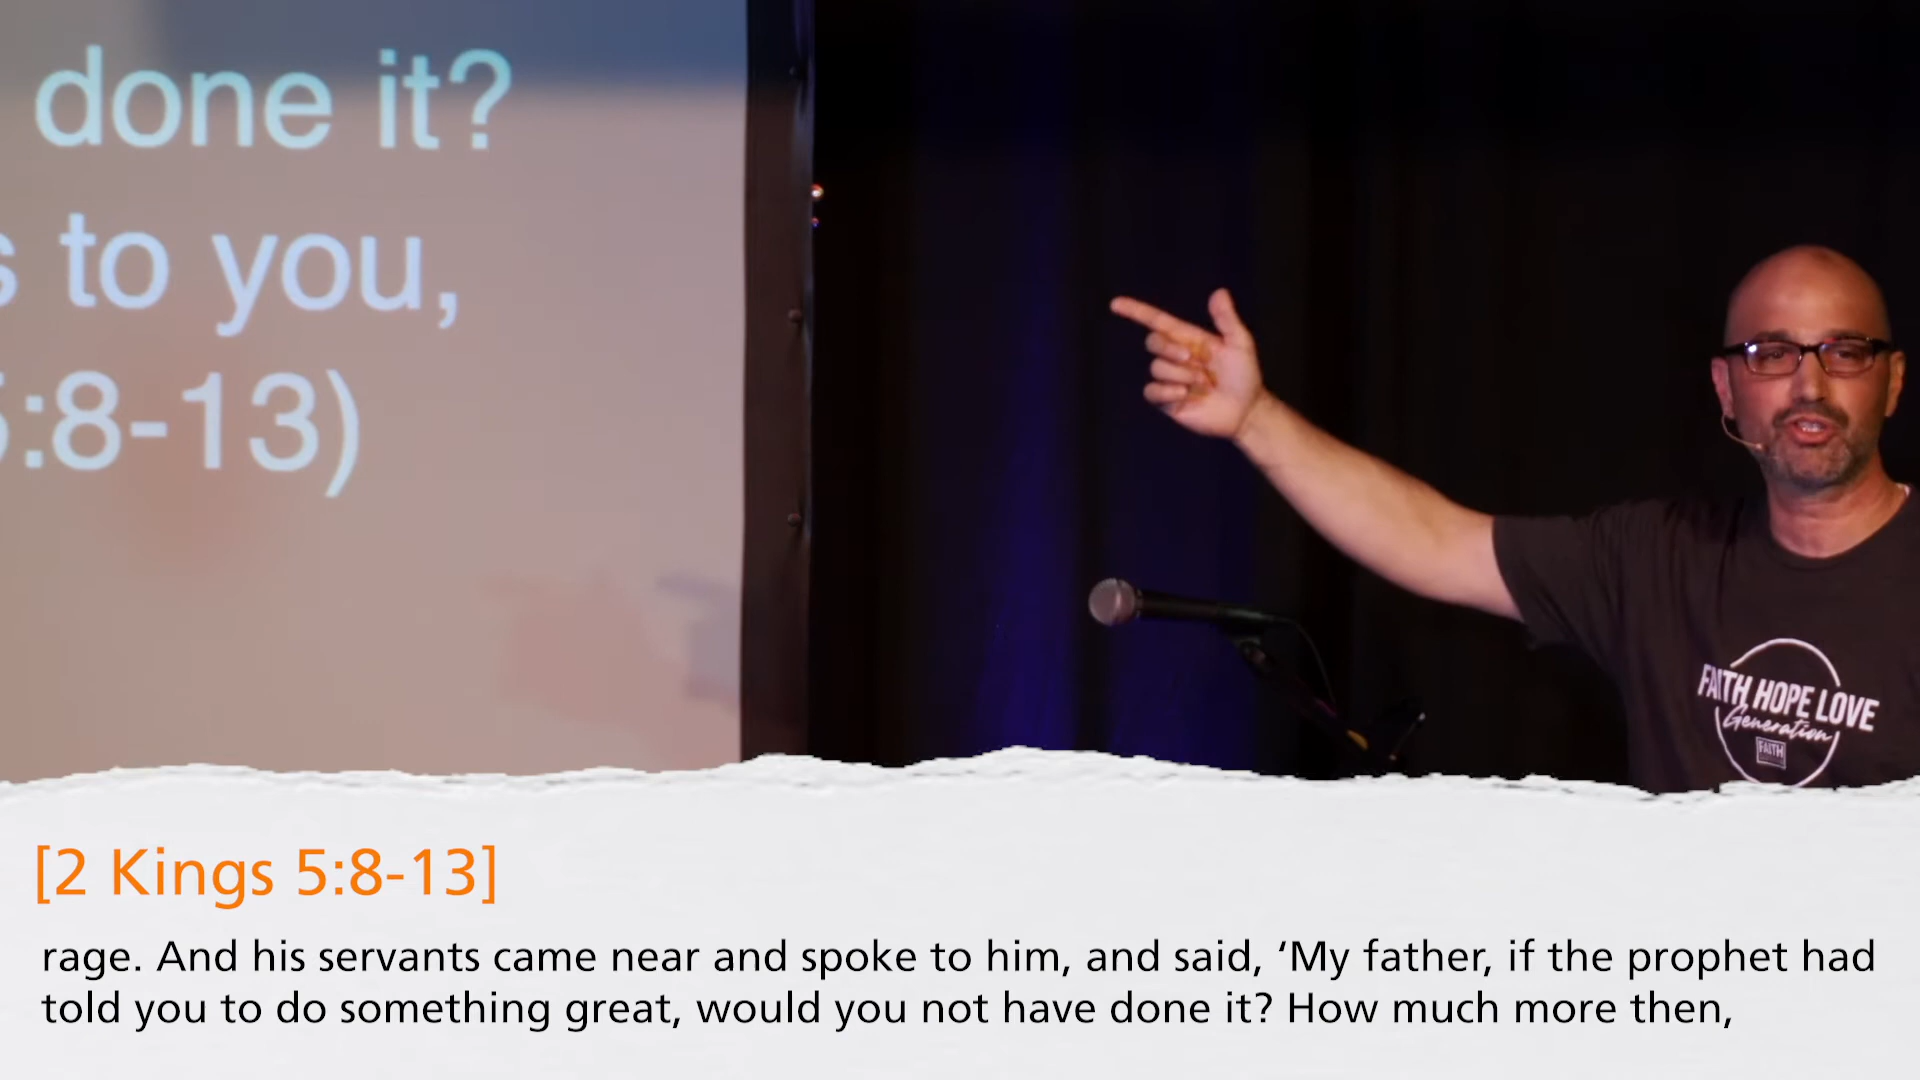 done it?
s to you,
5:8-13)
FAITH HOPE LOVE
Generation
FAITH
[2 Kings 5:8-13]
rage. And his servants came near and spoke to him, and said, ‘My father, if the prophet had
told you to do something great, would you not have done it? How much more then,